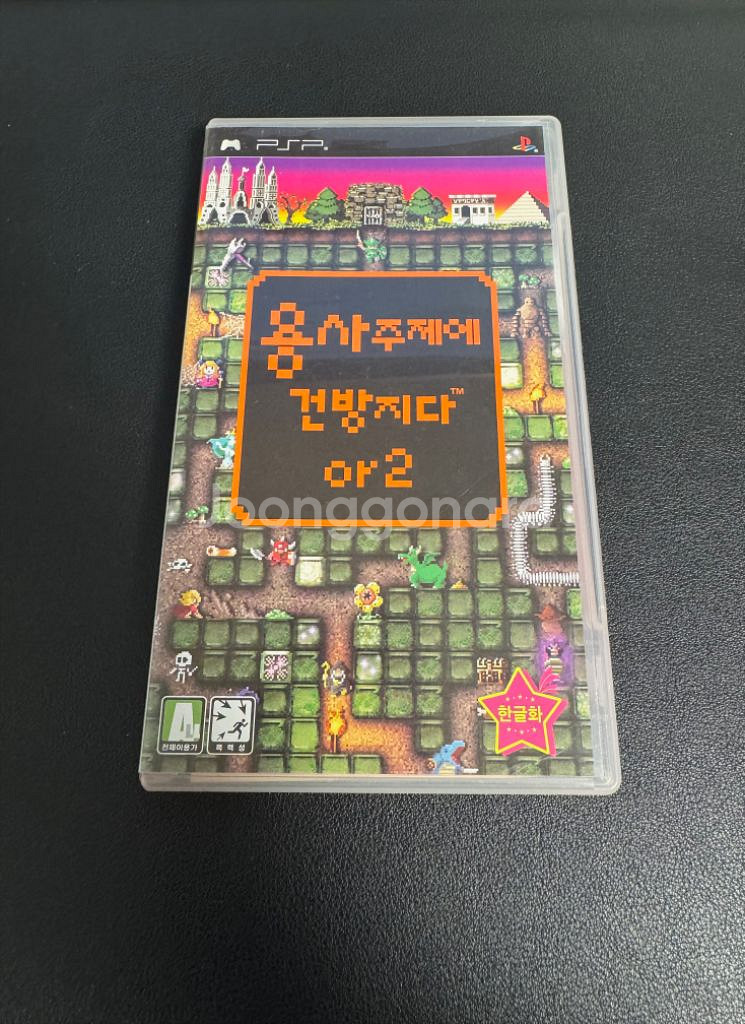 PSP
용사주제에
건방지다™
or2
joonggonara
한글화
ALL
전체이용가
폭력성